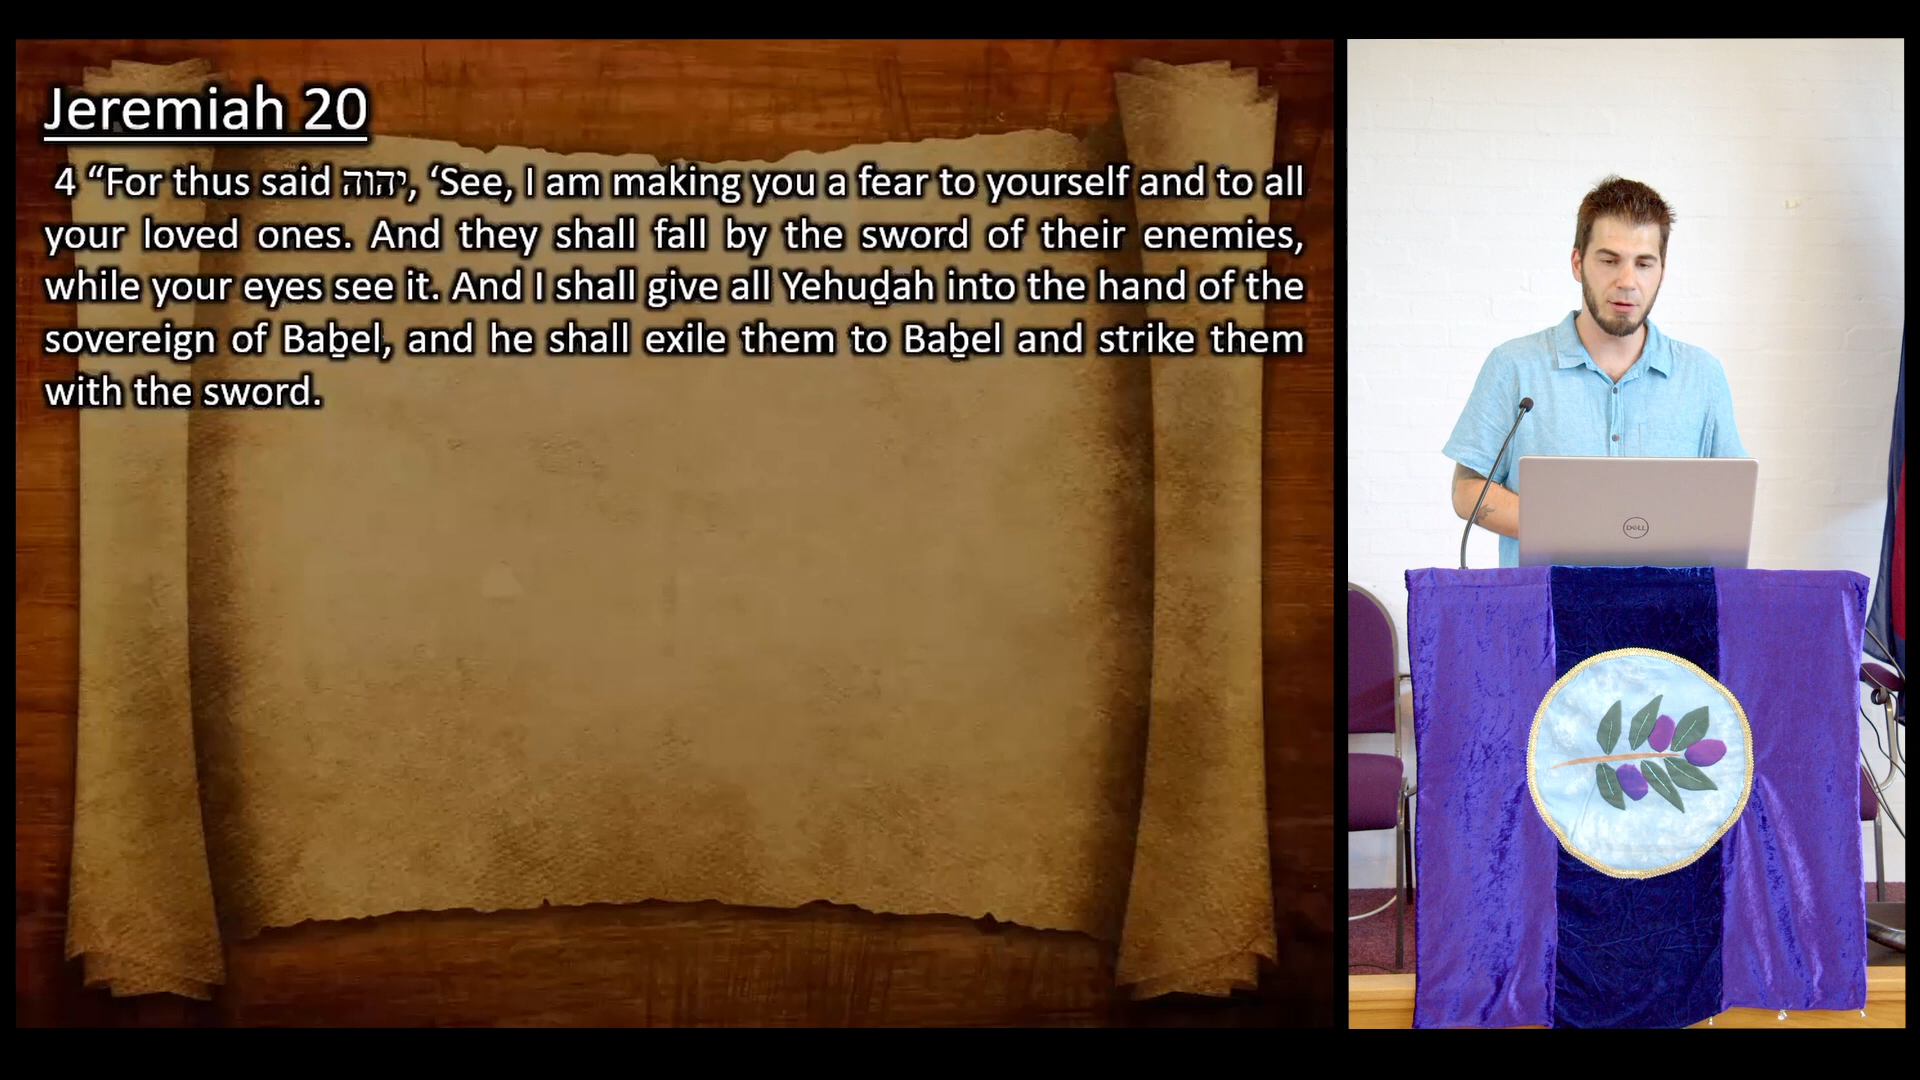 Jeremiah 20
4 “For thus said יהוה, ‘See, I am making you a fear to yourself and to all
your loved ones. And they shall fall by the sword of their enemies,
while your eyes see it. And I shall give all Yehuḏah into the hand of the
sovereign of Baḇel, and he shall exile them to Baḇel and strike them
with the sword.
DELL